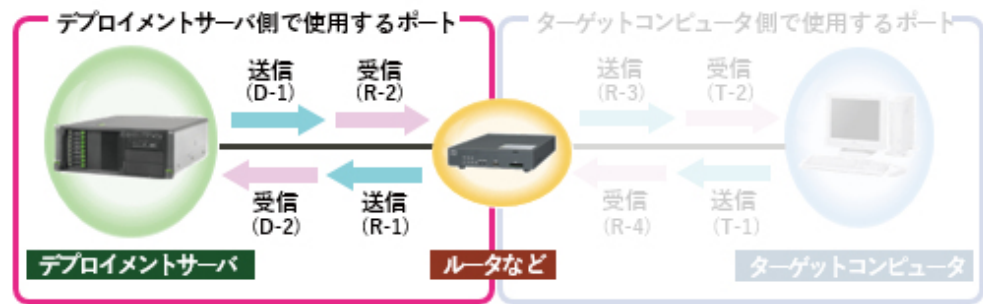 デプロイメントサーバ側で使用するポート
ターゲットコンピュータ側で使用するポート
送信
(D-1)
受信
(R-2)
送信
(R-3)
受信
(T-2)
受信
(D-2)
送信
(R-1)
受信
(R-4)
送信
(T-1)
デプロイメントサーバ
ルータなど
ターゲットコンピュータ